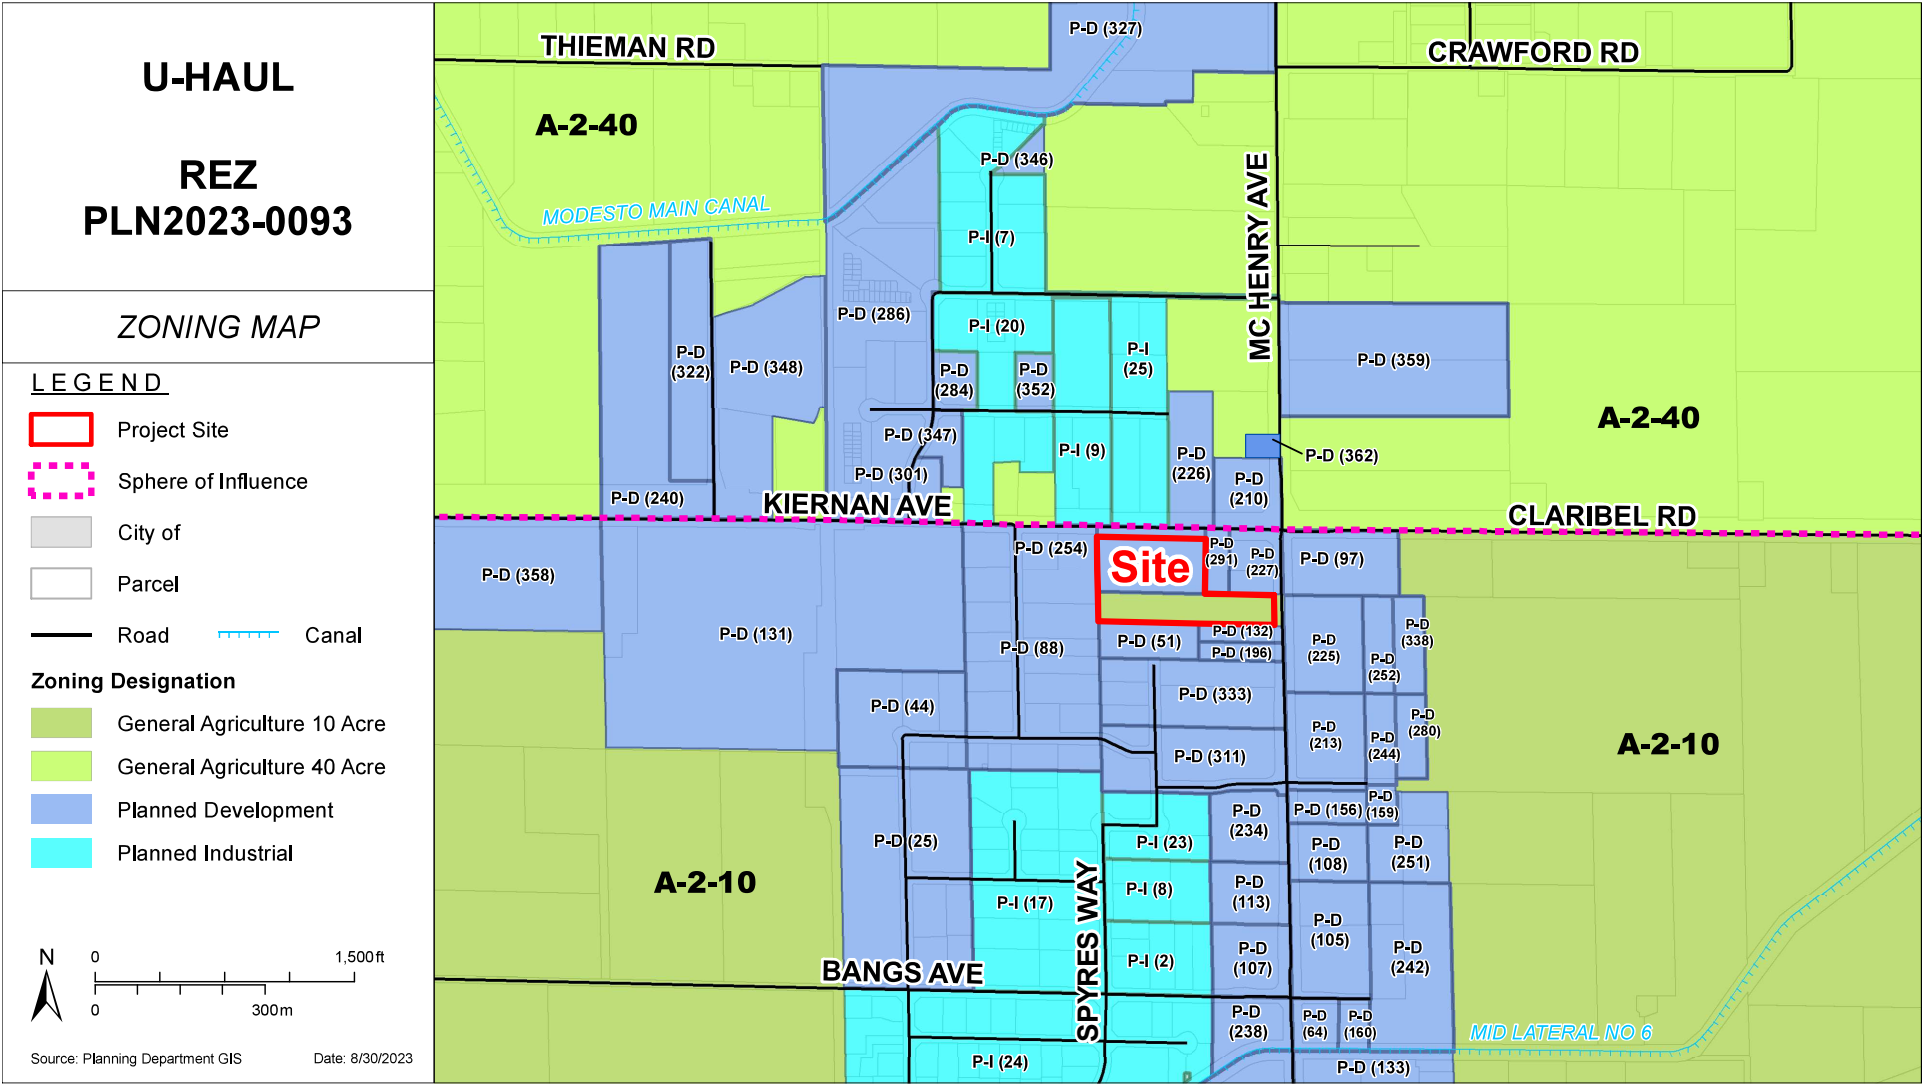 U-HAUL
REZ
PLN2023-0093
ZONING MAP
LEGEND
Project Site
Sphere of Influence
City of
Parcel
Road
Canal
Zoning Designation
General Agriculture 10 Acre
General Agriculture 40 Acre
Planned Development
Planned Industrial
N
0
1,500 ft
0
300 m
Source: Planning Department GIS
Date: 8/30/2023
THIEMAN RD
P-D (327)
CRAWFORD RD
A-2-40
P-D (346)
MODESTO MAIN CANAL
P-I (7)
MC HENRY AVE
P-D (286)
P-I (20)
P-D
(322)
P-D (348)
P-D
(284)
P-D
(352)
P-I
(25)
P-D (359)
A-2-40
P-D (347)
P-I (9)
P-D (301)
P-D
(226)
P-D (362)
P-D (240)
P-D
(210)
KIERNAN AVE
CLARIBEL RD
P-D (358)
P-D (254)
Site
P-D
(291)
P-D
(227)
P-D (97)
P-D (131)
P-D (88)
P-D (51)
P-D (132)
P-D (196)
P-D
(225)
P-D
(252)
P-D
(338)
P-D (44)
P-D (333)
P-D (311)
P-D
(213)
P-D
(244)
P-D
(280)
A-2-10
P-D (25)
P-D
(234)
P-D (156)
P-D
(159)
P-I (23)
P-D
(108)
P-D
(251)
A-2-10
P-I (17)
P-I (8)
P-D
(113)
P-D
(105)
SPYRES WAY
P-I (2)
P-D
(107)
P-D
(242)
BANGS AVE
P-D
(238)
P-D
(64)
P-D
(160)
MID LATERAL NO 6
P-I (24)
P-D (133)